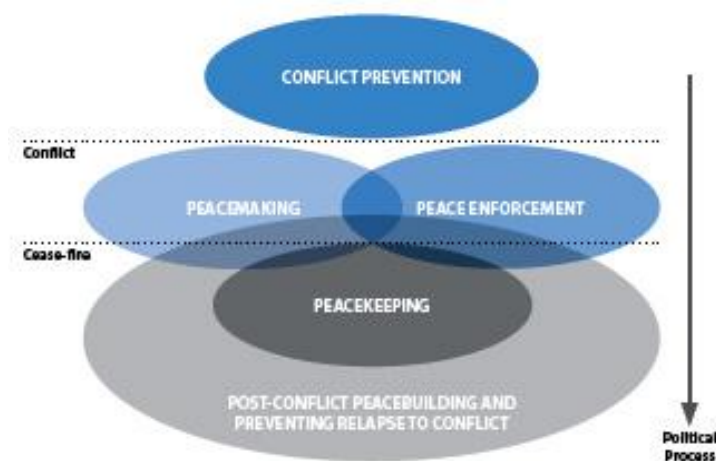 CONFLICT PREVENTION
Conflict
PEACEMAKING
PEACE ENFORCEMENT
Cease-fire
PEACEKEEPING
POST-CONFLICT PEACEBUILDING AND
PREVENTING RELAPSE TO CONFLICT
Political
Process